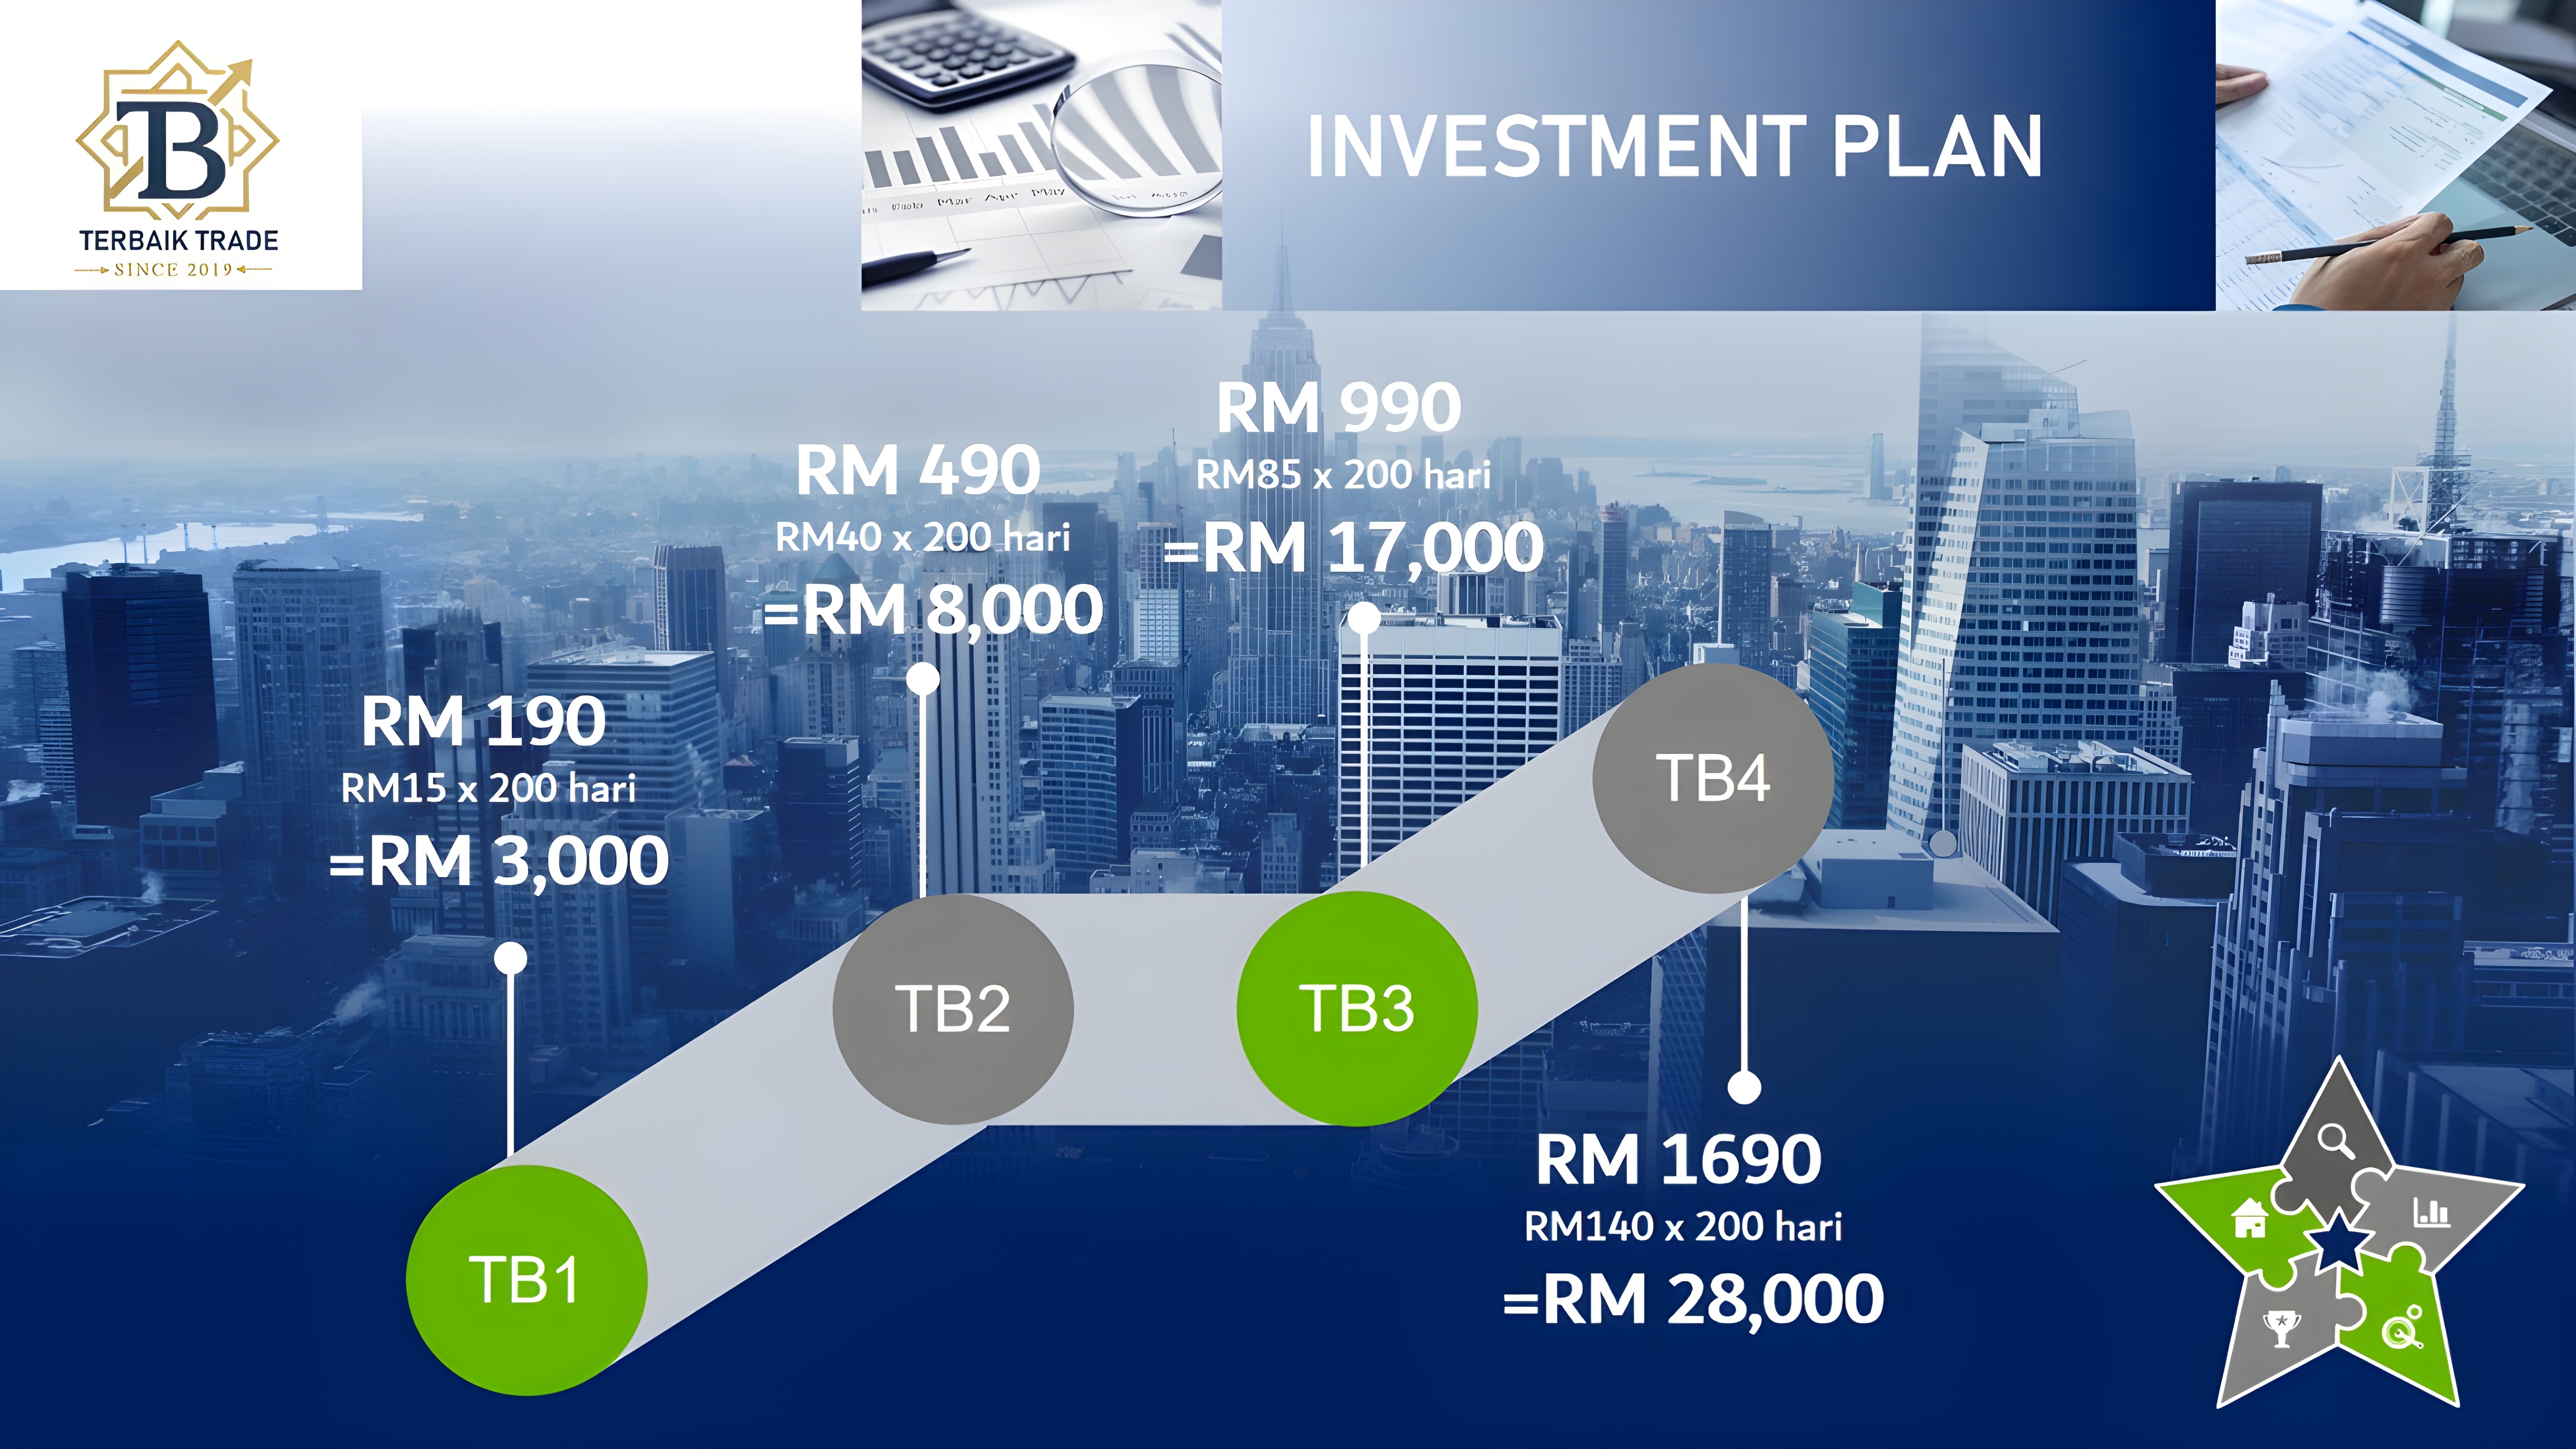 TB
TERBAIK TRADE
SINCE 2019
INVESTMENT PLAN
RM 190
RM15 x 200 hari
=RM 3,000
RM 490
RM40 x 200 hari
=RM 8,000
RM 990
RM85 x 200 hari
=RM 17,000
TB1
TB2
TB3
TB4
RM 1690
RM140 x 200 hari
=RM 28,000